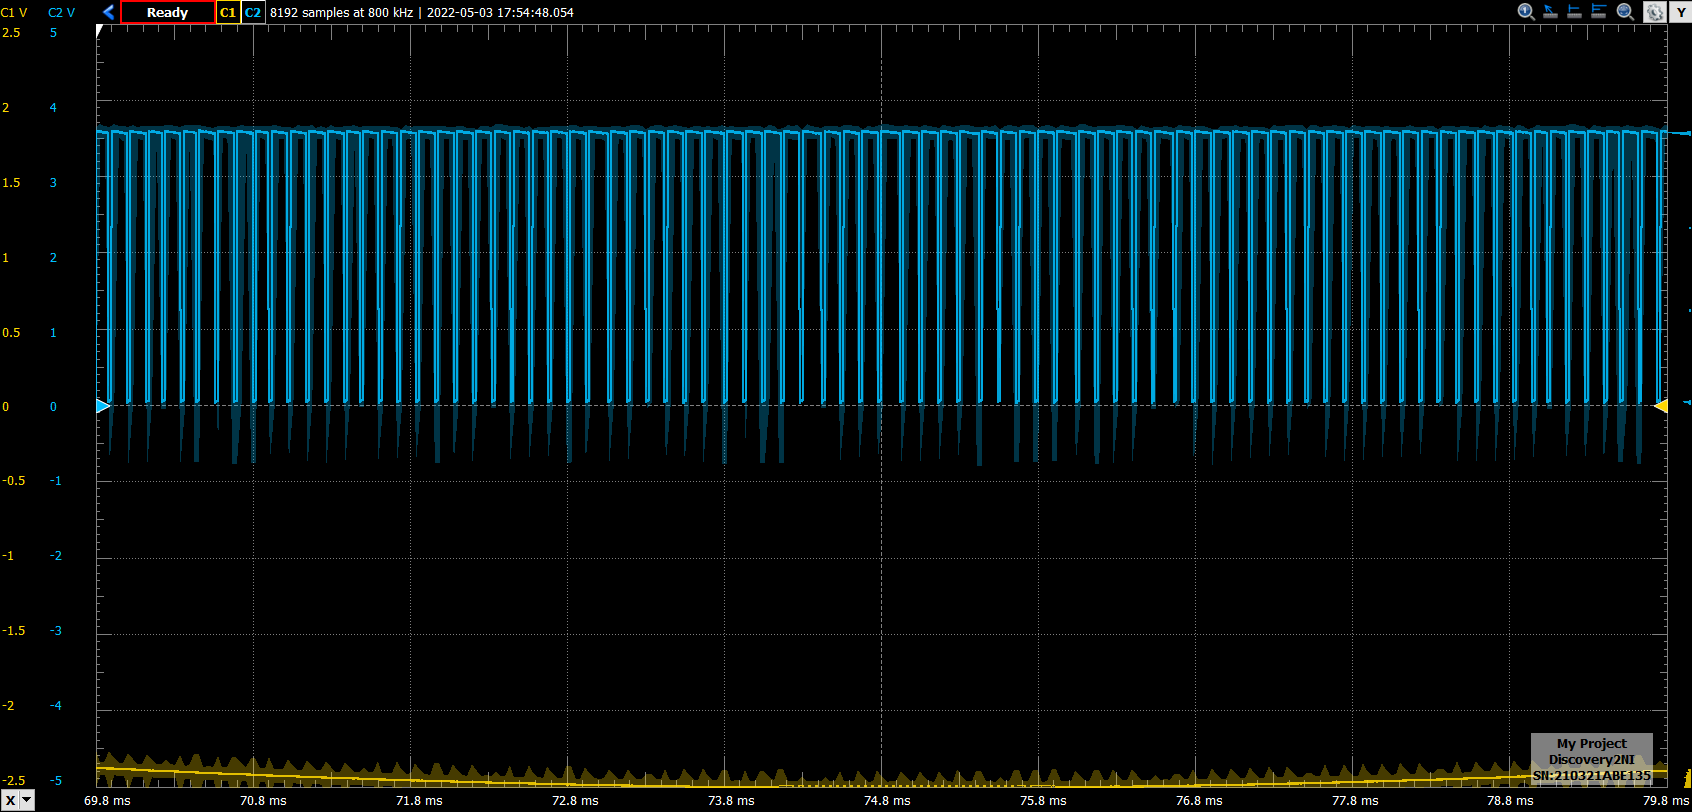 C1 V C2 V Ready C1 C2 8192 samples at 800 kHz | 2022-05-03 17:54:48.054 Y
2.5 5
2 4
1.5 3
1 2
0.5 1
0 0
-0.5 -1
-1 -2
-1.5 -3
-2 -4
-2.5 -5
My Project
Discovery2NI
SN:210321ABF135
X 69.8 ms 70.8 ms 71.8 ms 72.8 ms 73.8 ms 74.8 ms 75.8 ms 76.8 ms 77.8 ms 78.8 ms 79.8 ms